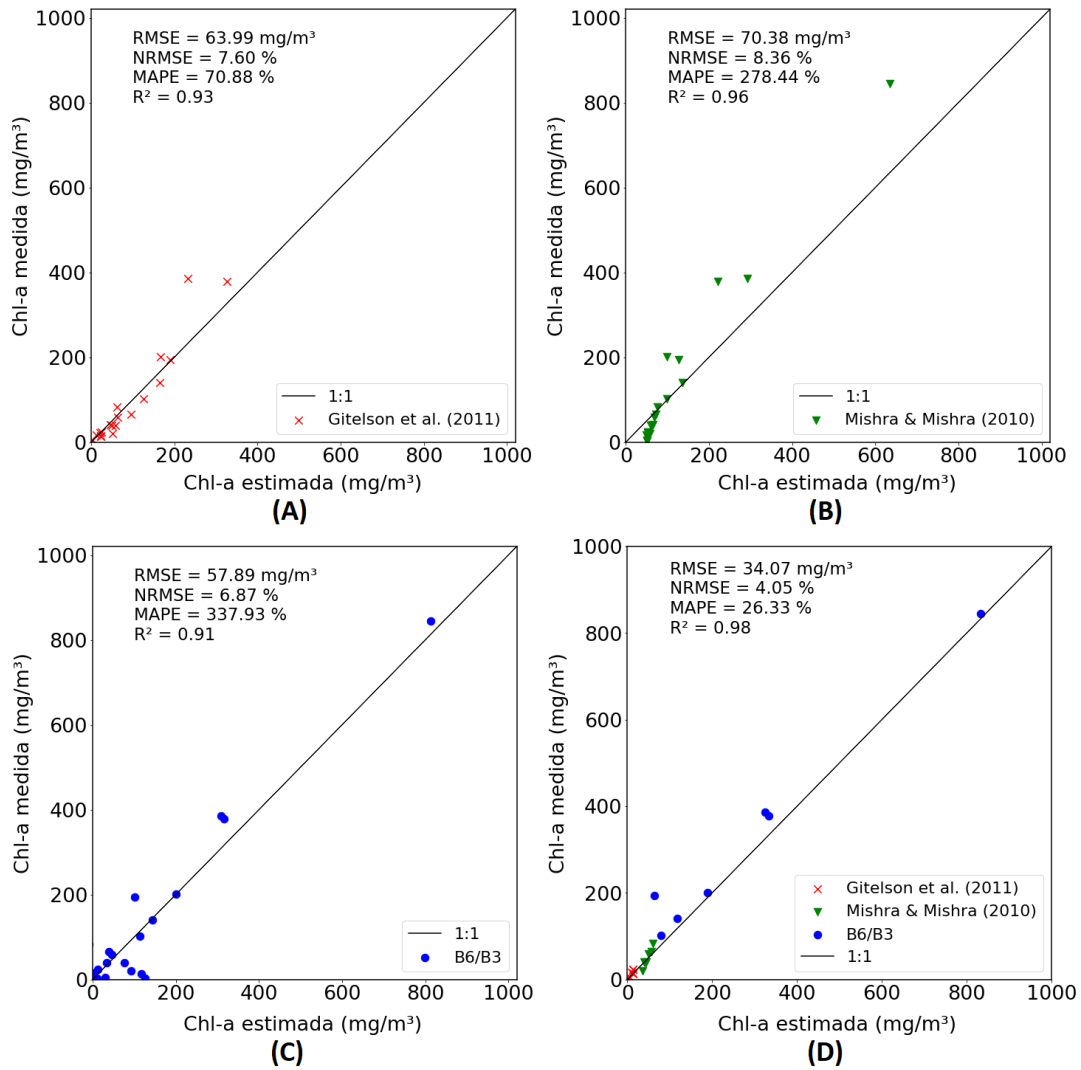 RMSE = 63.99 mg/m³
NRMSE = 7.60 %
MAPE = 70.88 %
R² = 0.93
1000
800
600
400
200
0
0 200 400 600 800 1000
Chl-a medida (mg/m³)
Chl-a estimada (mg/m³)
1:1
Gitelson et al. (2011)
(A)
RMSE = 70.38 mg/m³
NRMSE = 8.36 %
MAPE = 278.44 %
R² = 0.96
1000
800
600
400
200
0
0 200 400 600 800 1000
Chl-a medida (mg/m³)
Chl-a estimada (mg/m³)
1:1
Mishra & Mishra (2010)
(B)
RMSE = 57.89 mg/m³
NRMSE = 6.87 %
MAPE = 337.93 %
R² = 0.91
1000
800
600
400
200
0
0 200 400 600 800 1000
Chl-a medida (mg/m³)
Chl-a estimada (mg/m³)
1:1
B6/B3
(C)
RMSE = 34.07 mg/m³
NRMSE = 4.05 %
MAPE = 26.33 %
R² = 0.98
1000
800
600
400
200
0
0 200 400 600 800 1000
Chl-a medida (mg/m³)
Chl-a estimada (mg/m³)
Gitelson et al. (2011)
Mishra & Mishra (2010)
B6/B3
1:1
(D)